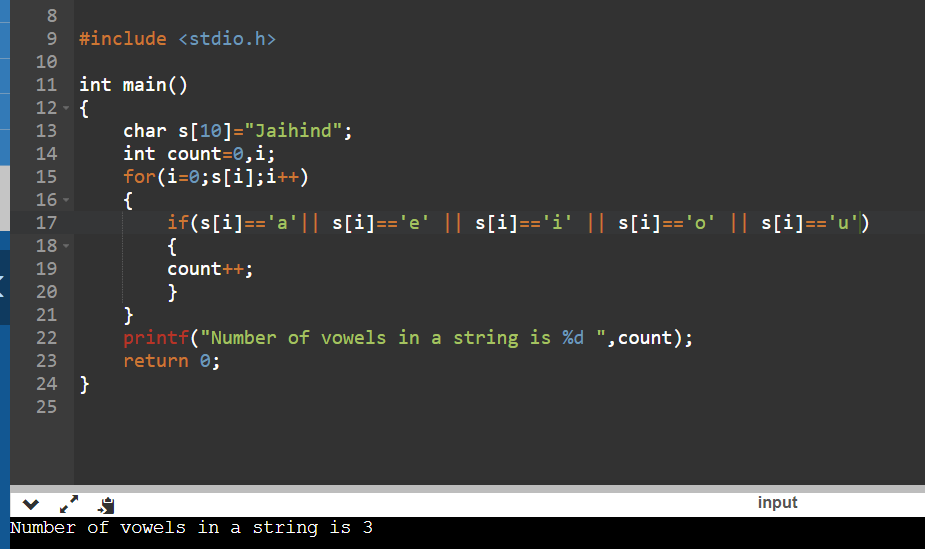 8
9 #include <stdio.h>
10
11 int main()
12 {
13 char s[10]="Jaihind";
14 int count=0,i;
15 for(i=0;s[i];i++)
16 {
17 if(s[i]=='a'|| s[i]=='e' || s[i]=='i' || s[i]=='o' || s[i]=='u')
18 {
19 count++;
20 }
21 }
22 printf("Number of vowels in a string is %d ",count);
23 return 0;
24 }
25
input
Number of vowels in a string is 3